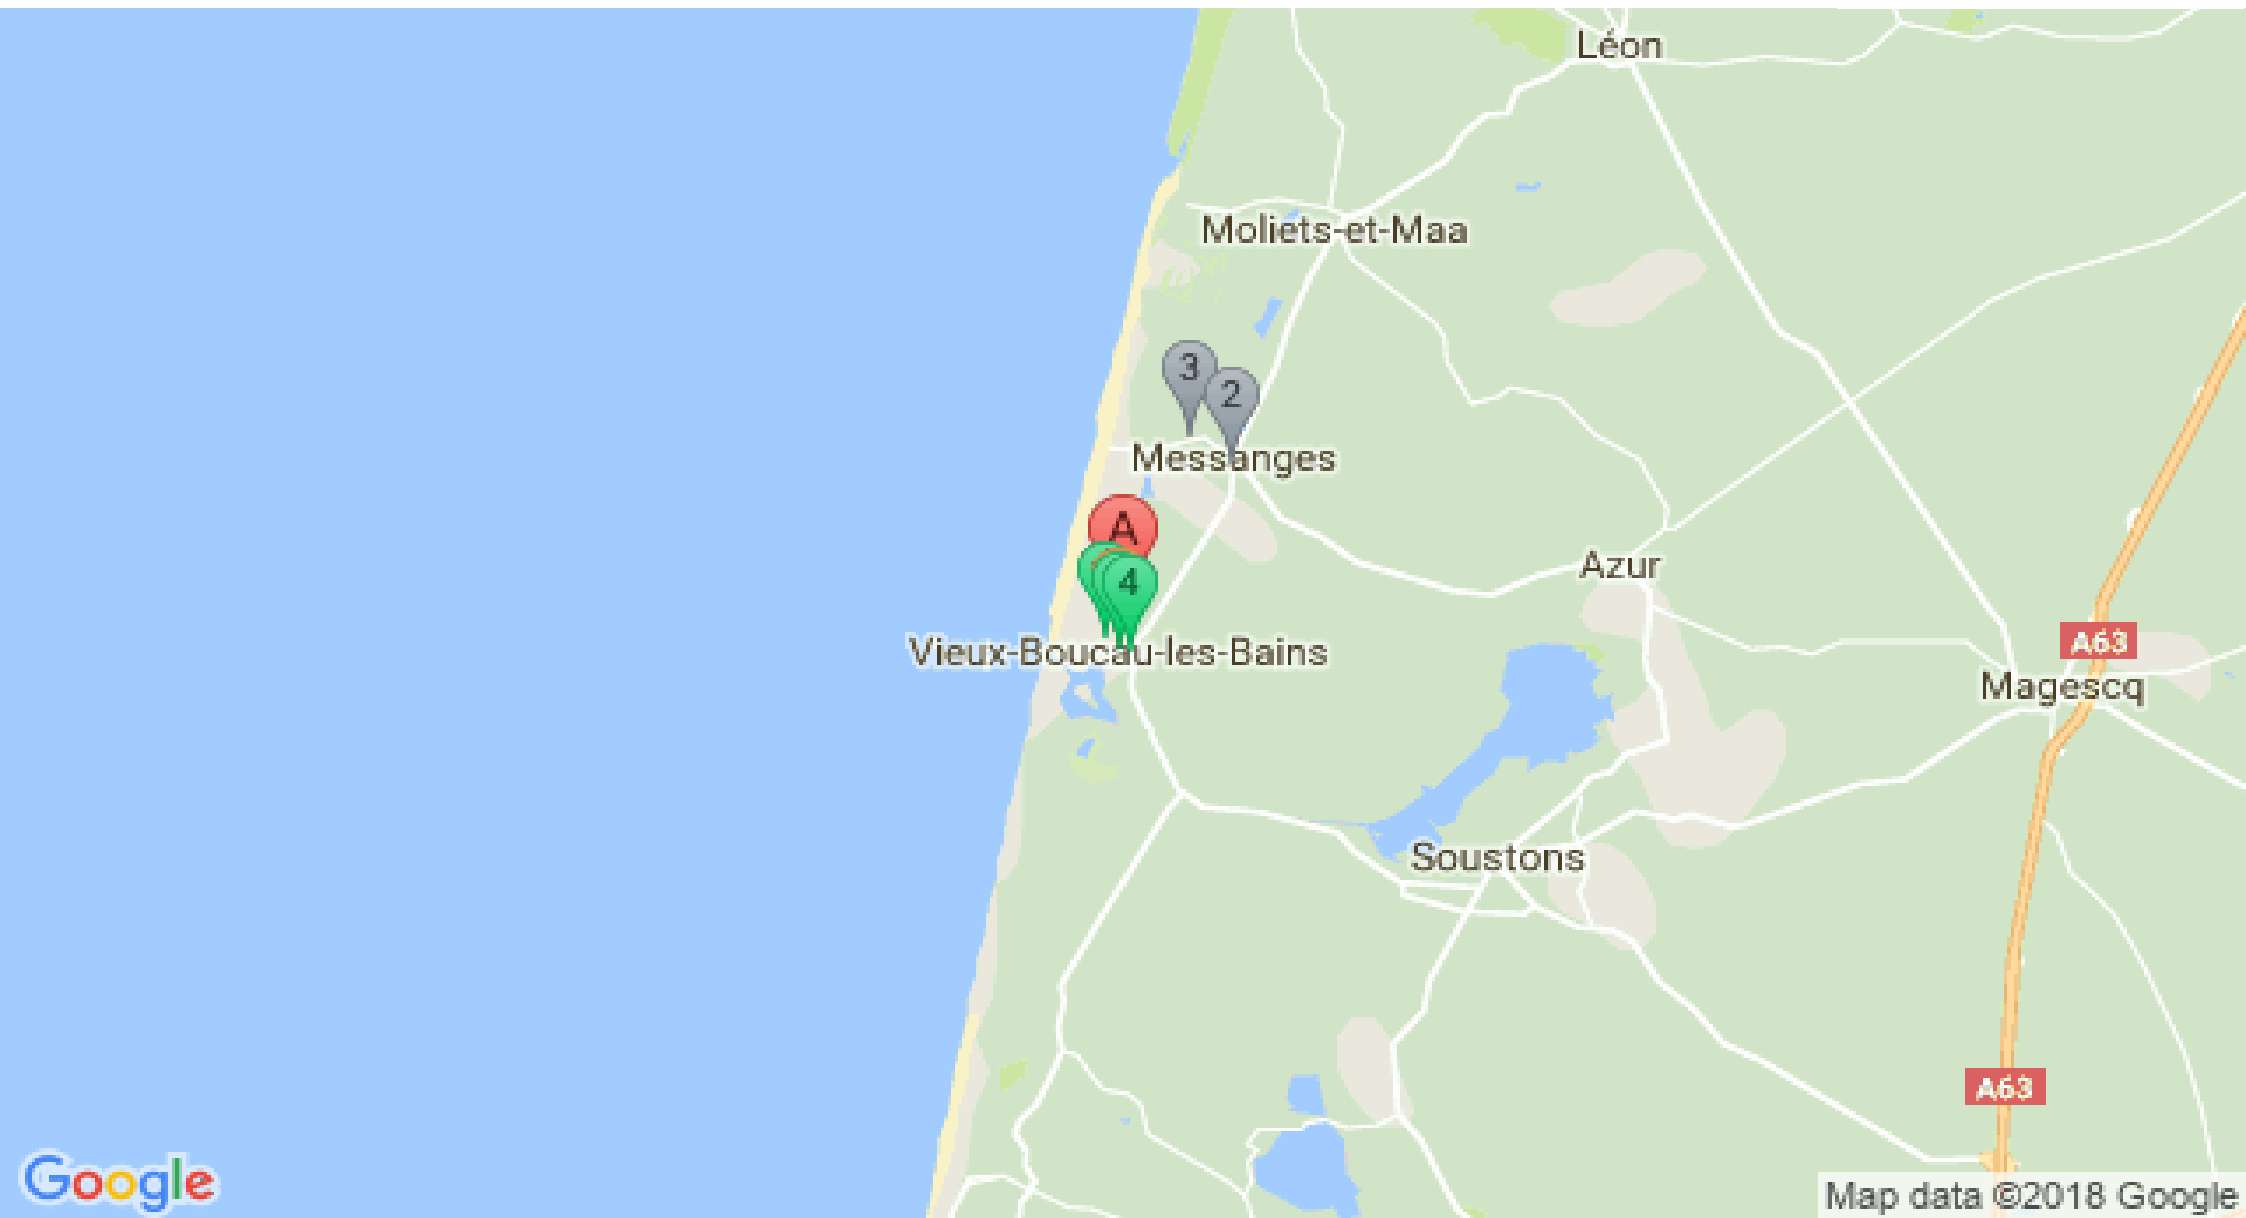 Léon
Moliets-et-Maa
3
2
Messanges
A
Azur
4
A63
Vieux-Boucau-les-Bains
Magescq
Soustons
A63
Google
Map data ©2018 Google